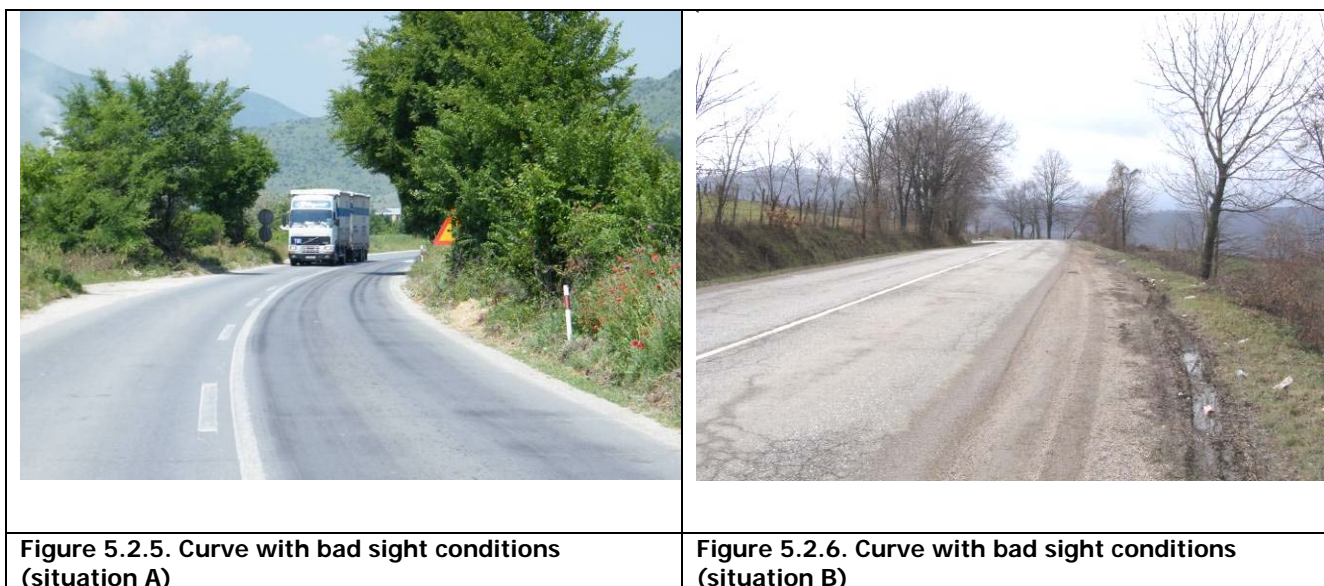 Figure 5.2.5. Curve with bad sight conditions
(situation A)
Figure 5.2.6. Curve with bad sight conditions
(situation B)